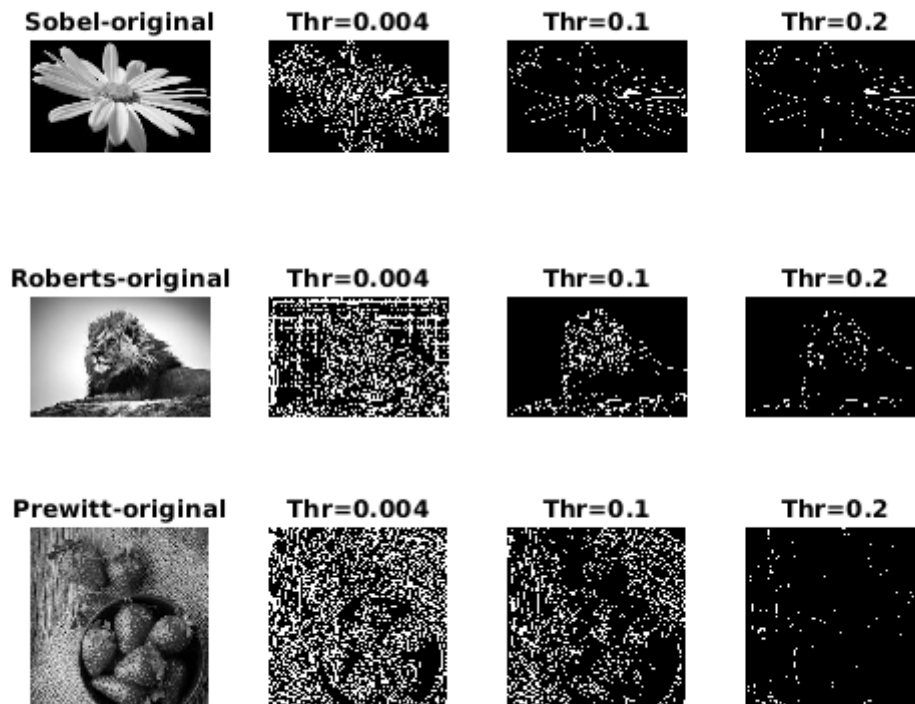 Sobel-original Thr=0.004 Thr=0.1 Thr=0.2
Roberts-original Thr=0.004 Thr=0.1 Thr=0.2
Prewitt-original Thr=0.004 Thr=0.1 Thr=0.2